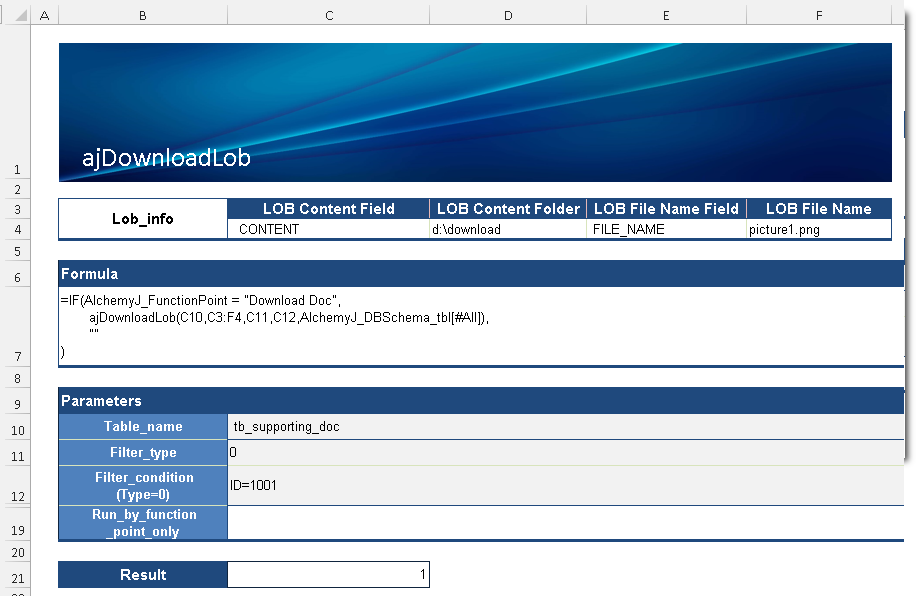 A B C D E F
1 ajDownloadLob
2
3 Lob_info LOB Content Field LOB Content Folder LOB File Name Field LOB File Name
4 CONTENT d:\download FILE_NAME picture1.png
5
6 Formula
=IF(AlchemyJ_FunctionPoint = "Download Doc",
ajDownloadLob(C10,C3:F4,C11,C12,AlchemyJ_DBSchema_tbl[#All]),
""
7 )
8
9 Parameters
10 Table_name tb_supporting_doc
11 Filter_type 0
Filter_condition
12 (Type=0) ID=1001
Run_by_function
19 _point_only
20
21 Result 1